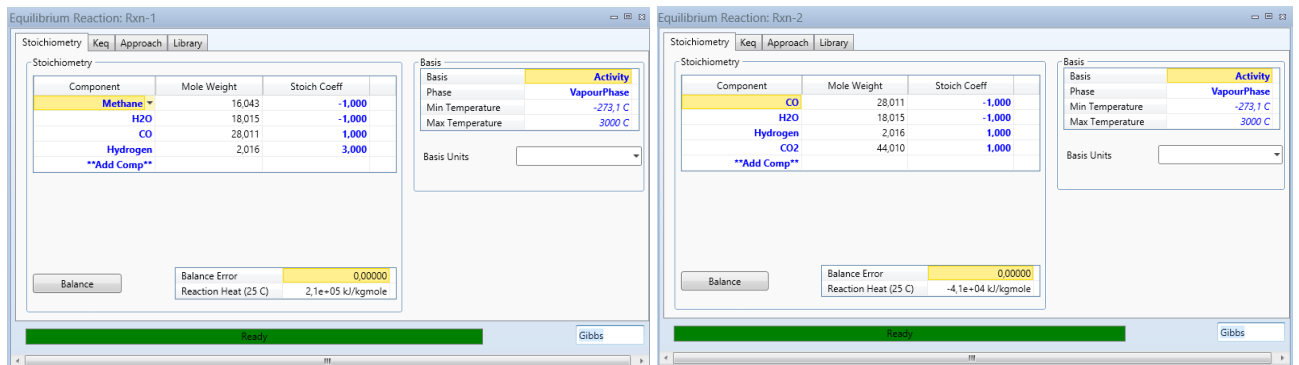 Equilibrium Reaction: Rxn-1
Stoichiometry Keq Approach Library
Stoichiometry
Component Mole Weight Stoich Coeff
Methane 16,043 -1,000
H2O 18,015 -1,000
CO 28,011 1,000
Hydrogen 2,016 3,000
**Add Comp**
Balance
Balance Error 0,00000
Reaction Heat (25 C) 2,1e+05 kJ/kgmole
Basis
Basis Activity
Phase VapourPhase
Min Temperature -273,1 C
Max Temperature 3000 C
Basis Units
Ready
Gibbs
Equilibrium Reaction: Rxn-2
Stoichiometry Keq Approach Library
Stoichiometry
Component Mole Weight Stoich Coeff
CO 28,011 -1,000
H2O 18,015 -1,000
Hydrogen 2,016 1,000
CO2 44,010 1,000
**Add Comp**
Balance
Balance Error 0,00000
Reaction Heat (25 C) -4,1e+04 kJ/kgmole
Basis
Basis Activity
Phase VapourPhase
Min Temperature -273,1 C
Max Temperature 3000 C
Basis Units
Ready
Gibbs